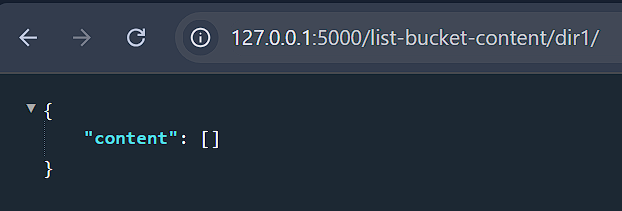 127.0.0.1:5000/list-bucket-content/dir1/
{
"content": []
}